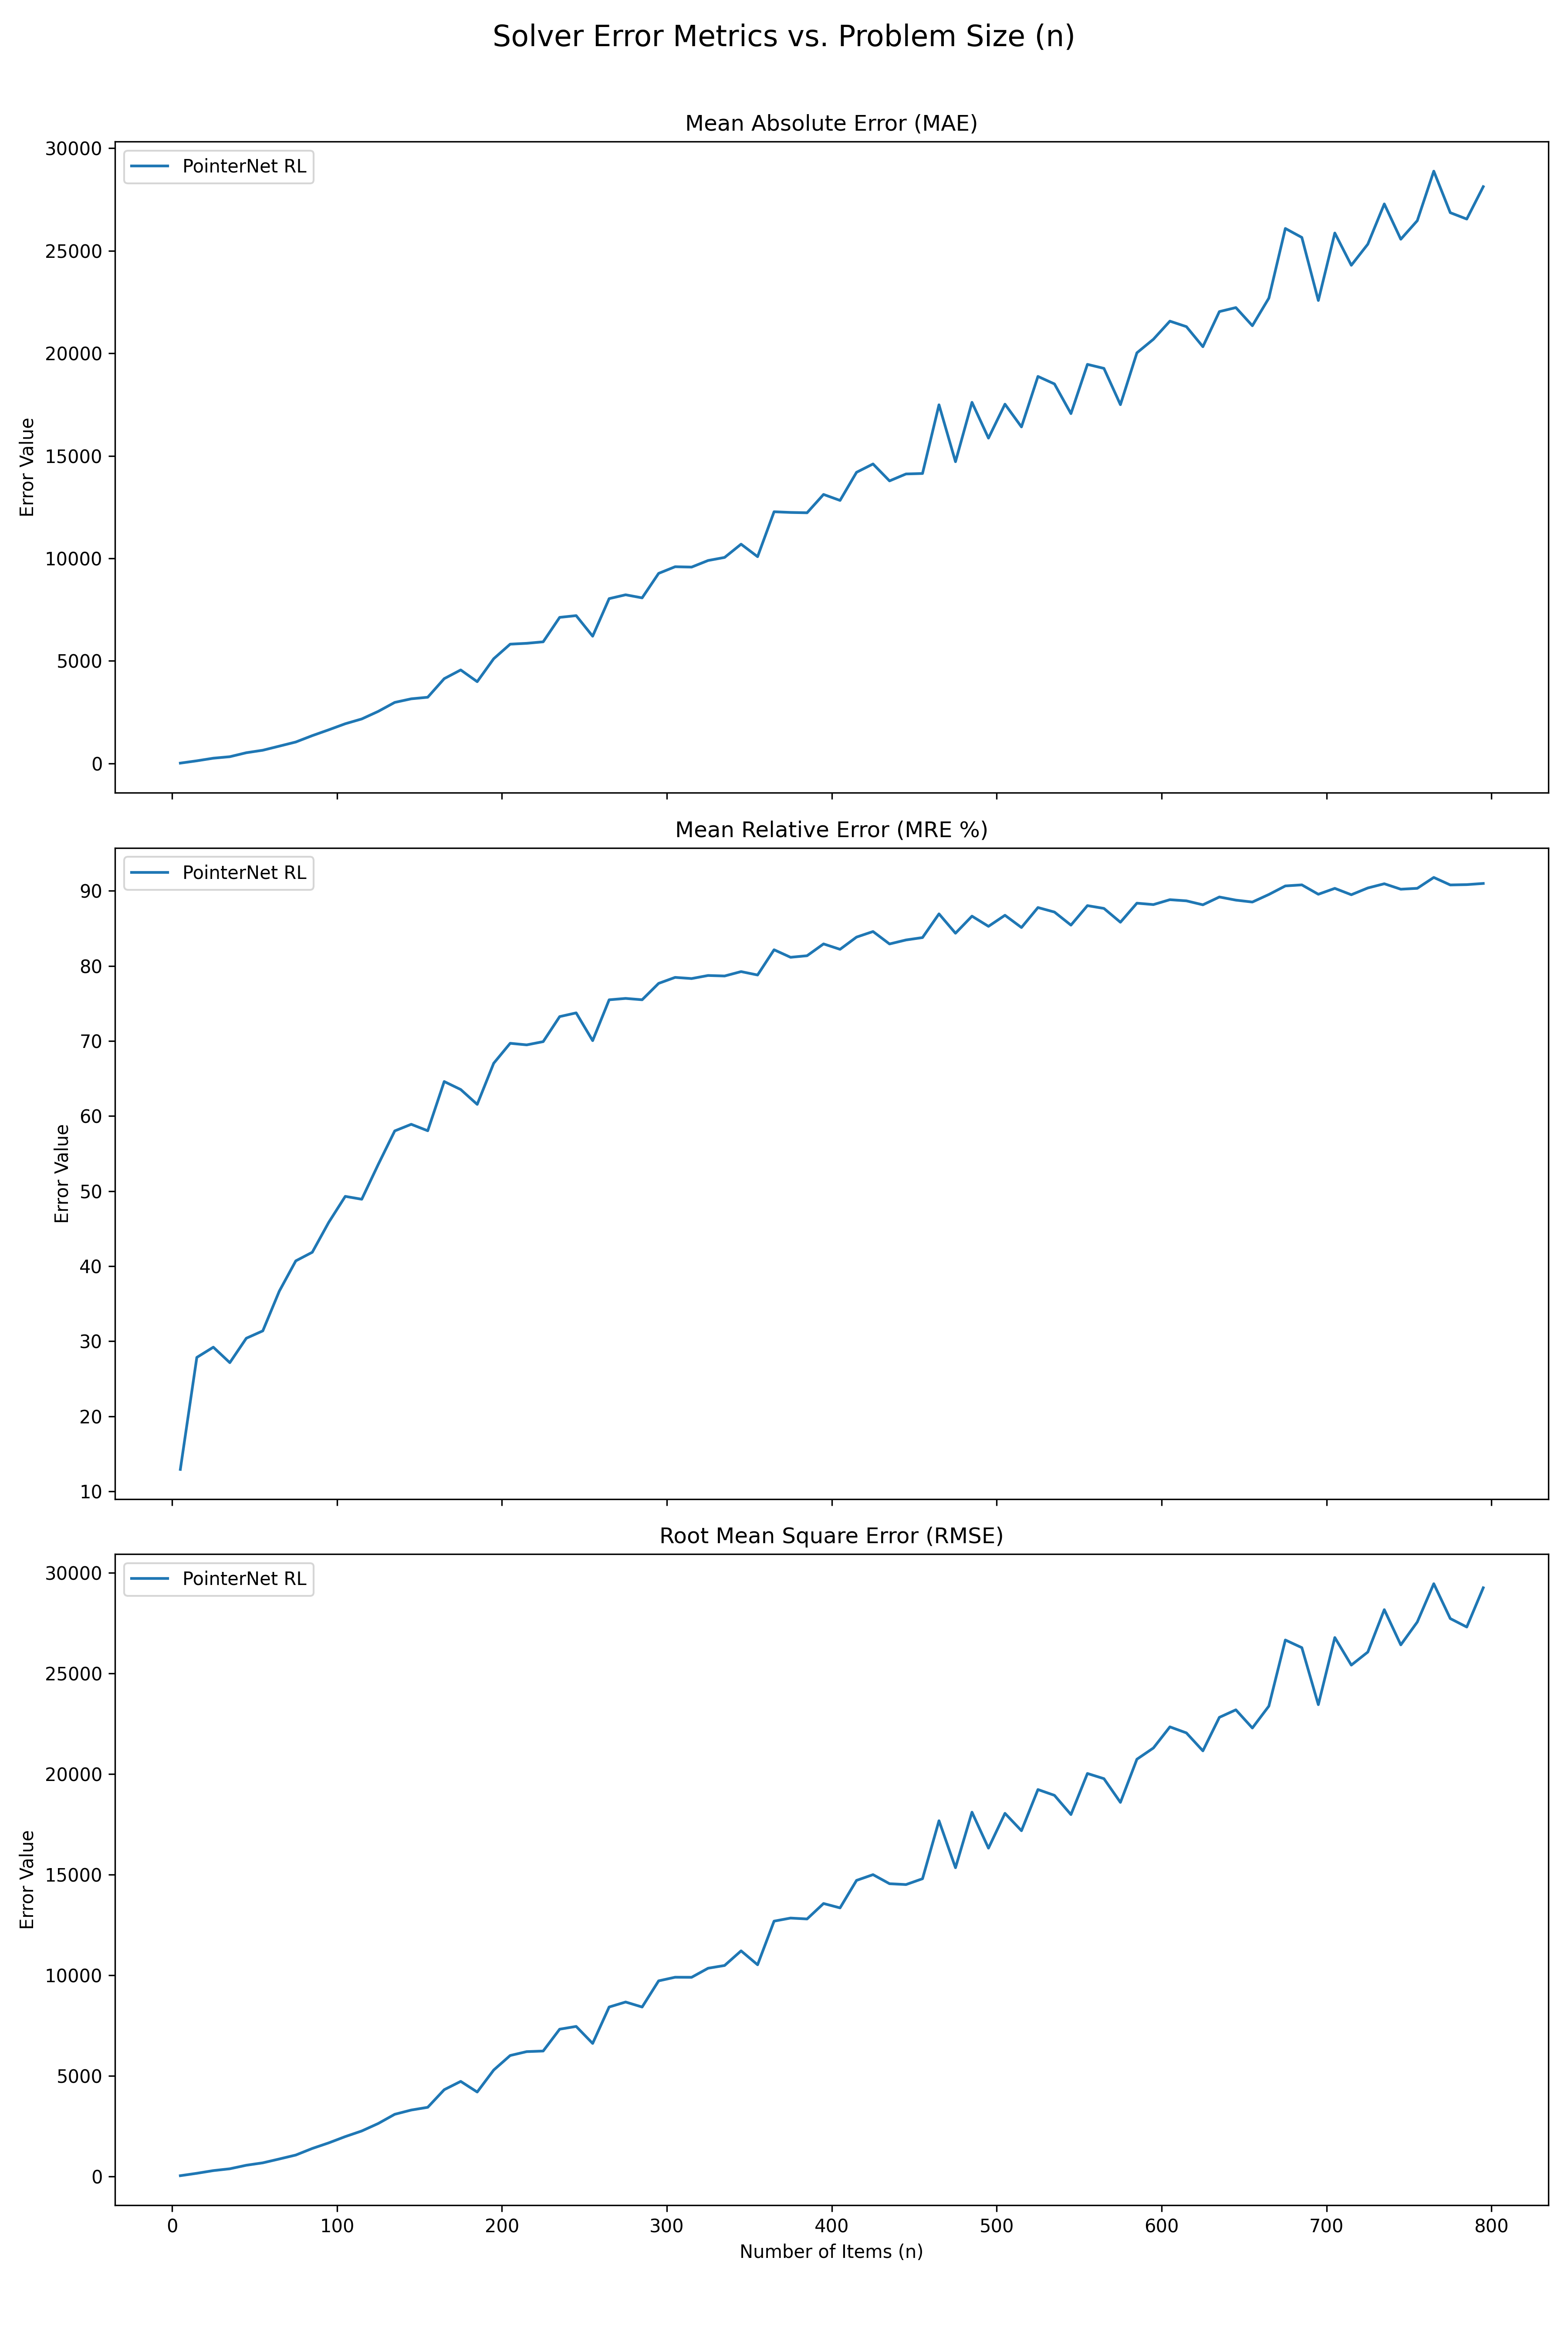 Solver Error Metrics vs. Problem Size (n)
Mean Absolute Error (MAE)
PointerNet RL
30000
25000
20000
15000
10000
5000
0
Error Value
Mean Relative Error (MRE %)
PointerNet RL
90
80
70
60
50
40
30
20
10
Error Value
Root Mean Square Error (RMSE)
PointerNet RL
30000
25000
20000
15000
10000
5000
0
Error Value
0 100 200 300 400 500 600 700 800
Number of Items (n)